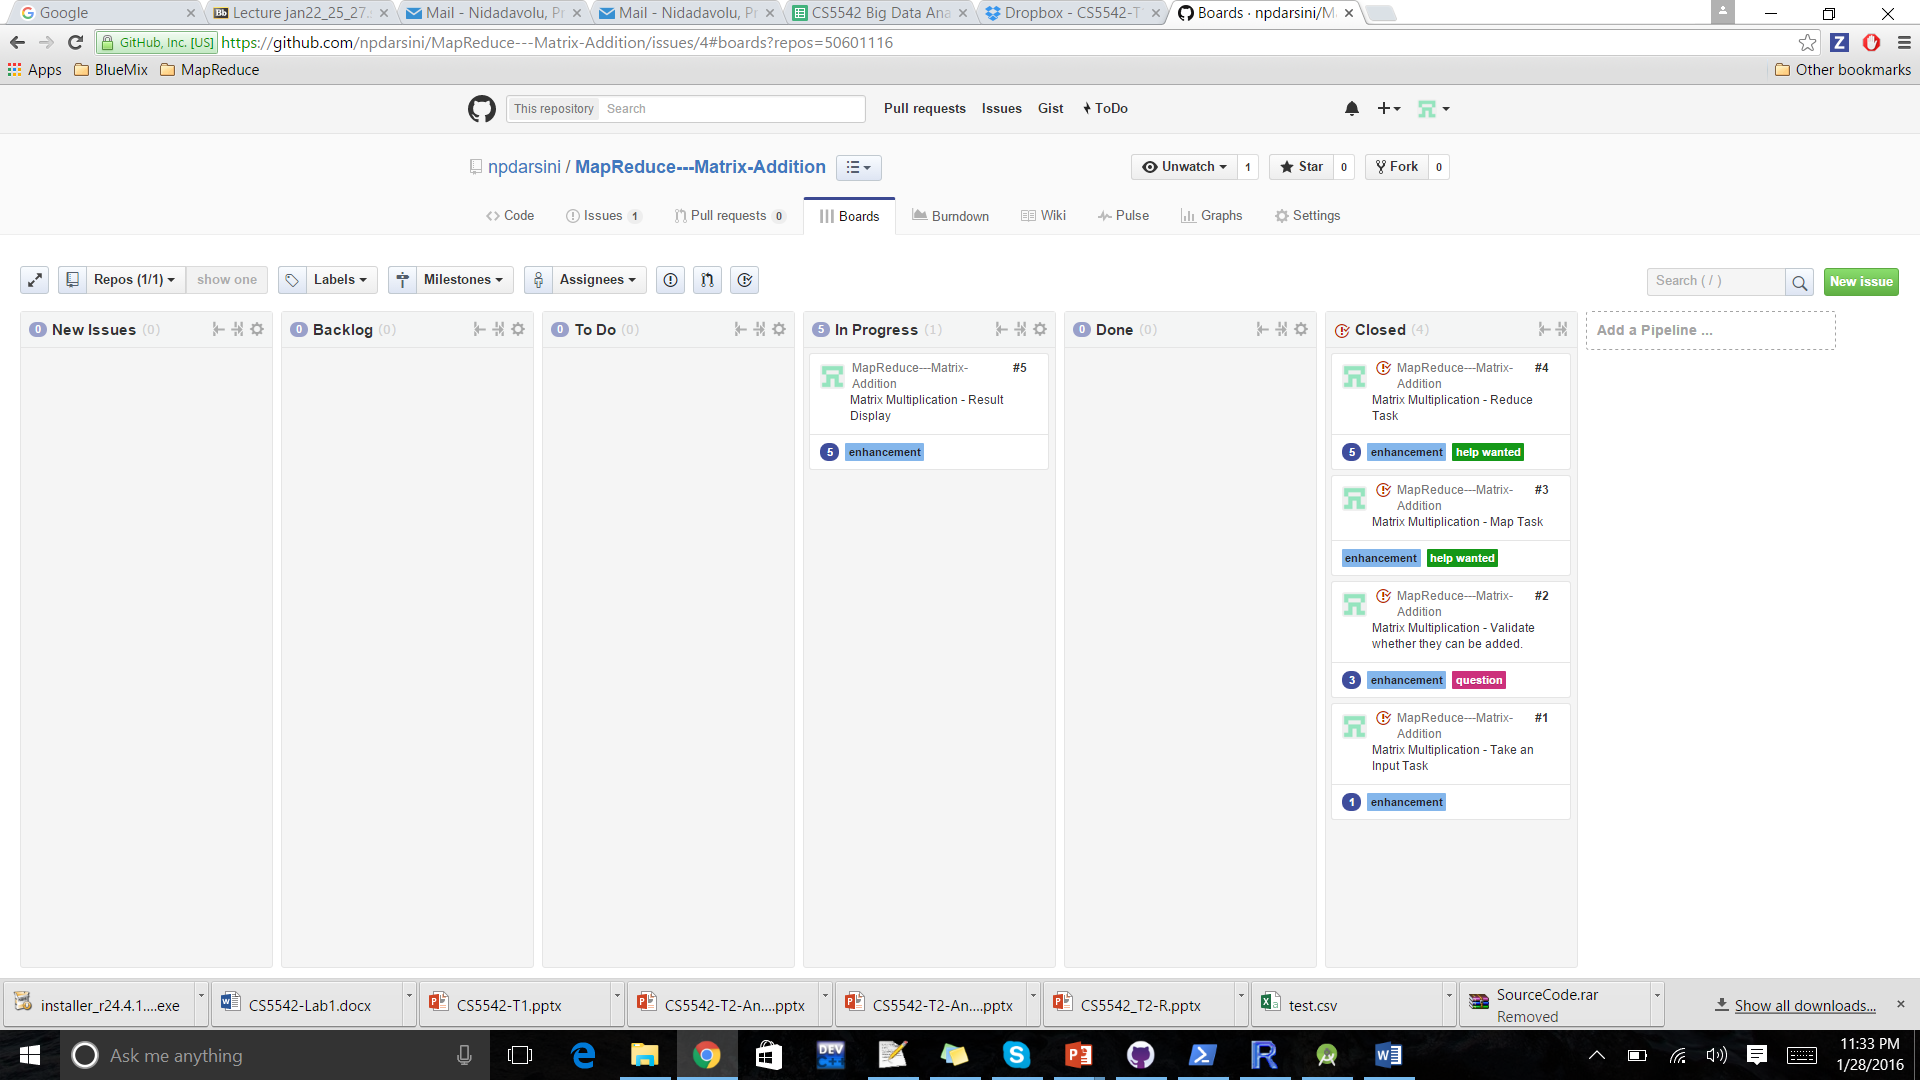 Google
Lecture jan22_25_27.
Mail - Nidadavolu, Pr
Mail - Nidadavolu, Pr
CS5542 Big Data Ana
Dropbox - CS5542-T
Boards · npdarsini/M
GitHub, Inc. [US] https://github.com/npdarsini/MapReduce---Matrix-Addition/issues/4#boards?repos=50601116
Apps BlueMix MapReduce Other bookmarks
This repository Search Pull requests Issues Gist ToDo
npdarsini / MapReduce---Matrix-Addition Unwatch 1 Star 0 Fork 0
Code Issues 1 Pull requests 0 Boards Burndown Wiki Pulse Graphs Settings
Repos (1/1) show one Labels Milestones Assignees Search ( / ) New issue
0 New Issues (0)
0 Backlog (0)
0 To Do (0)
5 In Progress (1)
MapReduce---Matrix- #5
Addition
Matrix Multiplication - Result
Display
5 enhancement
0 Done (0)
Closed (4)
MapReduce---Matrix- #4
Addition
Matrix Multiplication - Reduce
Task
5 enhancement help wanted
MapReduce---Matrix- #3
Addition
Matrix Multiplication - Map Task
enhancement help wanted
MapReduce---Matrix- #2
Addition
Matrix Multiplication - Validate
whether they can be added.
3 enhancement question
MapReduce---Matrix- #1
Addition
Matrix Multiplication - Take an
Input Task
1 enhancement
Add a Pipeline ...
installer_r24.4.1....exe
CS5542-Lab1.docx
CS5542-T1.pptx
CS5542-T2-An....pptx
CS5542-T2-An....pptx
CS5542_T2-R.pptx
test.csv
SourceCode.rar
Removed
Show all downloads...
Ask me anything
DEV
11:33 PM
1/28/2016